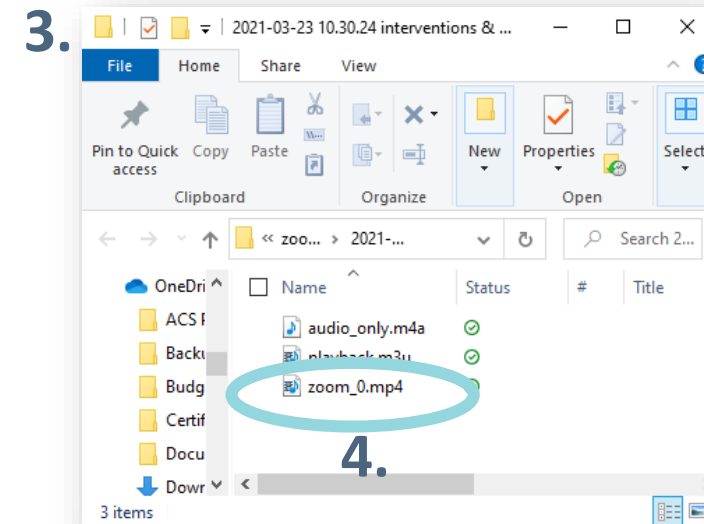 3.
2021-03-23 10.30.24 interventions & ...
File Home Share View
Pin to Quick access Copy Paste New Properties Select
Clipboard Organize Open
« zoo... > 2021-... Search 2...
OneDri Name Status # Title
ACS F audio_only.m4a
Backu playback.m3u
Budg zoom_0.mp4
Certif
Docu 4.
Dowr
3 items